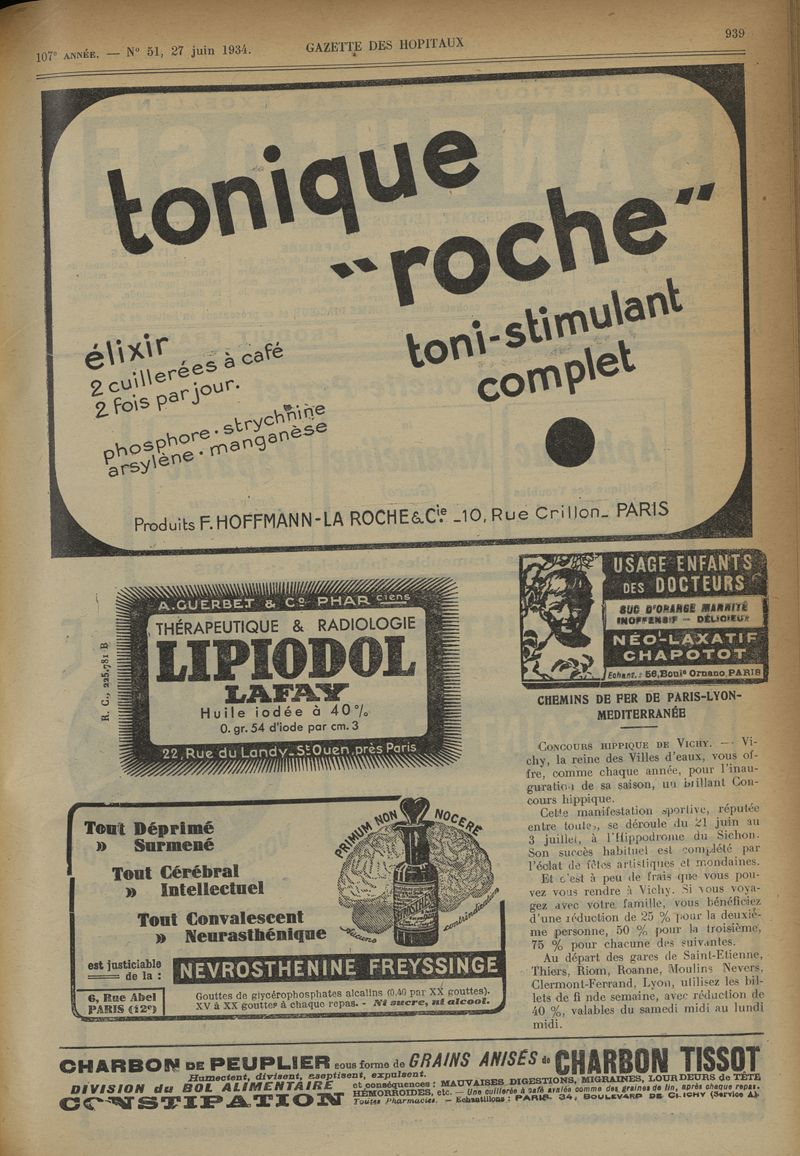 107e ANNÉE. — No 51, 27 juin 1934.
GAZETTE DES HOPITAUX
939
tonique
"roche"
toni-stimulant
complet
élixir
2 cuillerées à café
2 fois par jour.
phosphore · strychnine
arsylène · manganèse
Produits F. HOFFMANN-LA ROCHE & Cie. _10, Rue Crillon_ PARIS
R. C., 225.781 B
A. GUERBET & Co PHAR ciens
THÉRAPEUTIQUE & RADIOLOGIE
LIPIODOL
LAFAY
Huile iodée à 40%
0. gr. 54 d'iode par cm. 3
22, Rue du Landy_St Ouen, près Paris
Tout Déprimé
» Surmené
Tout Cérébral
» Intellectuel
Tout Convalescent
» Neurasthénique
PRIMUM NON NOCERE
Aucune contrindication
est justiciable
de la :
NEVROSTHENINE FREYSSINGE
6, Rue Abel
PARIS (12e)
Gouttes de glycérophosphates alcalins (0.40 par XX gouttes).
XV à XX gouttes à chaque repas. - Ni sucre, ni alcool.
USAGE ENFANTS
DES DOCTEURS
SUC D'ORANGE MANNITÉ
INOFFENSIF — DÉLICIEUX
NÉO-LAXATIF
CHAPOTOT
Echant.: 56, Boul d Ornano, PARIS
CHEMINS DE FER DE PARIS-LYON-
MEDITERRANÉE
CONCOURS HIPPIQUE DE VICHY. — Vi-
chy, la reine des Villes d'eaux, vous of-
fre, comme chaque année, pour l'inau-
guration de sa saison, un brillant Con-
cours hippique.
Cette manifestation sportive, réputée
entre toutes, se déroule du 21 juin au
3 juillet, à l'Hippodrome du Sichon.
Son succès habituel est complété par
l'éclat de fêtes artistiques et mondaines.
Et c'est à peu de frais que vous pou-
vez vous rendre à Vichy. Si vous voya-
gez avec votre famille, vous bénéficiez
d'une réduction de 25 % pour la deuxiè-
me personne, 50 % pour la troisième,
75 % pour chacune des suivantes.
Au départ des gares de Saint-Etienne,
Thiers, Riom, Roanne, Moulins Nevers,
Clermont-Ferrand, Lyon, utilisez les bil-
lets de fi nde semaine, avec réduction de
40 %, valables du samedi midi au lundi
midi.
CHARBON DE PEUPLIER sous forme de GRAINS ANISÉS de CHARBON TISSOT
Humectent, divisent, aseptisent, expulsent.
DIVISION du BOL ALIMENTAIRE
CONSTIPATION
et conséquences : MAUVAISES DIGESTIONS, MIGRAINES, LOURDEURS de TÊTE
HÉMORROIDES, etc. — Une cuillerée à café avalée comme des graines de lin, après chaque repas.
Toutes Pharmacies. — Echantillons : PARIS. 34, BOULEVARD DE CLICHY (Service A).